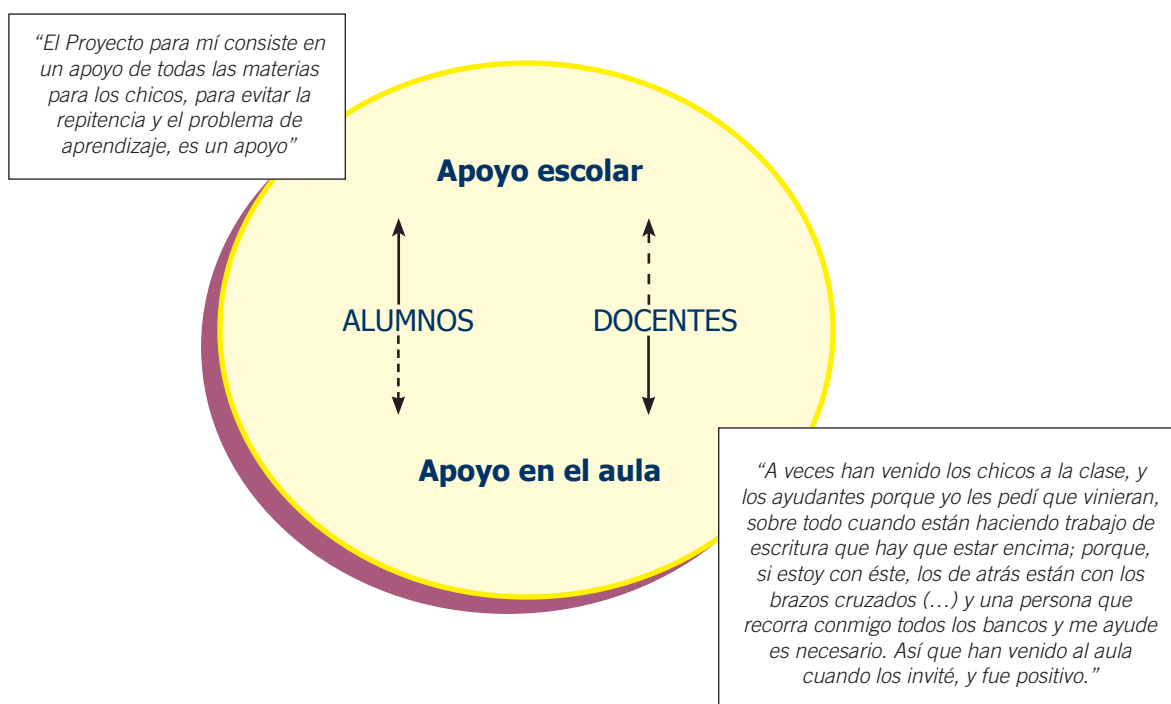 “El Proyecto para mí consiste en
un apoyo de todas las materias
para los chicos, para evitar la
repitencia y el problema de
aprendizaje, es un apoyo”
Apoyo escolar
ALUMNOS
DOCENTES
Apoyo en el aula
“A veces han venido los chicos a la clase, y
los ayudantes porque yo les pedí que vinieran,
sobre todo cuando están haciendo trabajo de
escritura que hay que estar encima; porque,
si estoy con éste, los de atrás están con los
brazos cruzados (...) y una persona que
recorra conmigo todos los bancos y me ayude
es necesario. Así que han venido al aula
cuando los invité, y fue positivo.”